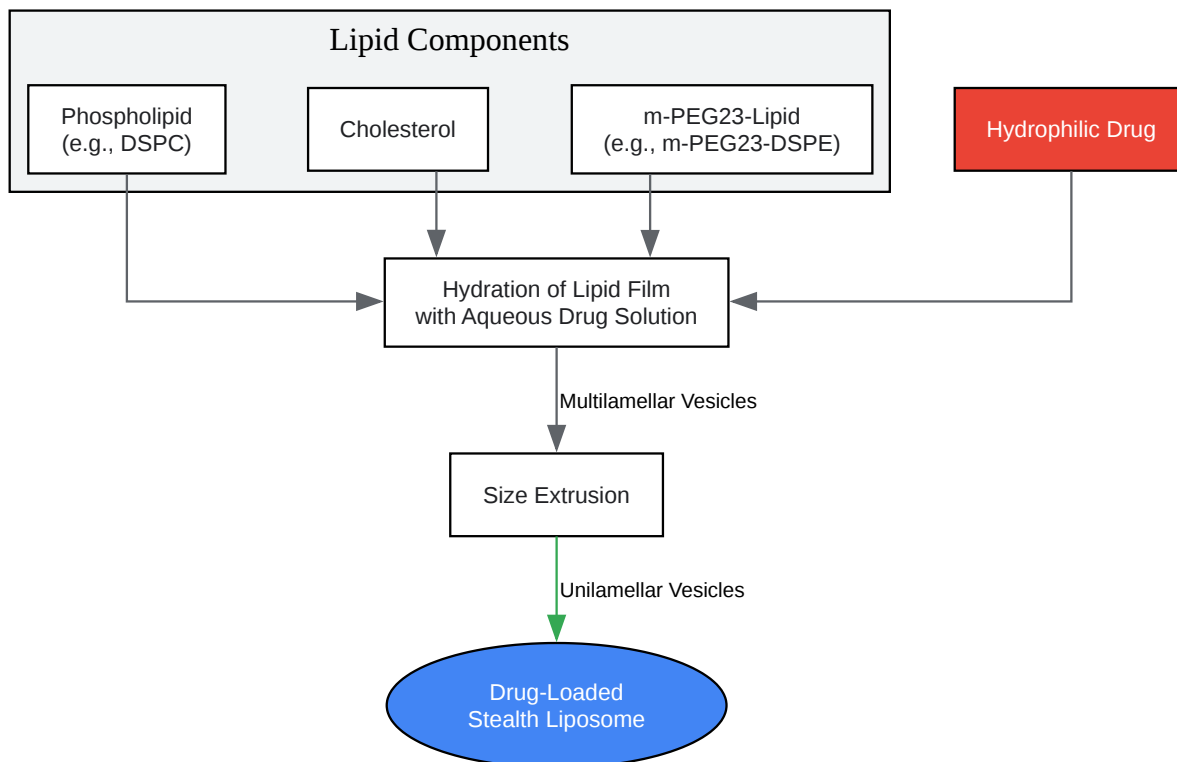 Lipid Components
Phospholipid
(e.g., DSPC)
Cholesterol
m-PEG23-Lipid
(e.g., m-PEG23-DSPE)
Hydrophilic Drug
Hydration of Lipid Film
with Aqueous Drug Solution
Multilamellar Vesicles
Size Extrusion
Unilamellar Vesicles
Drug-Loaded
Stealth Liposome